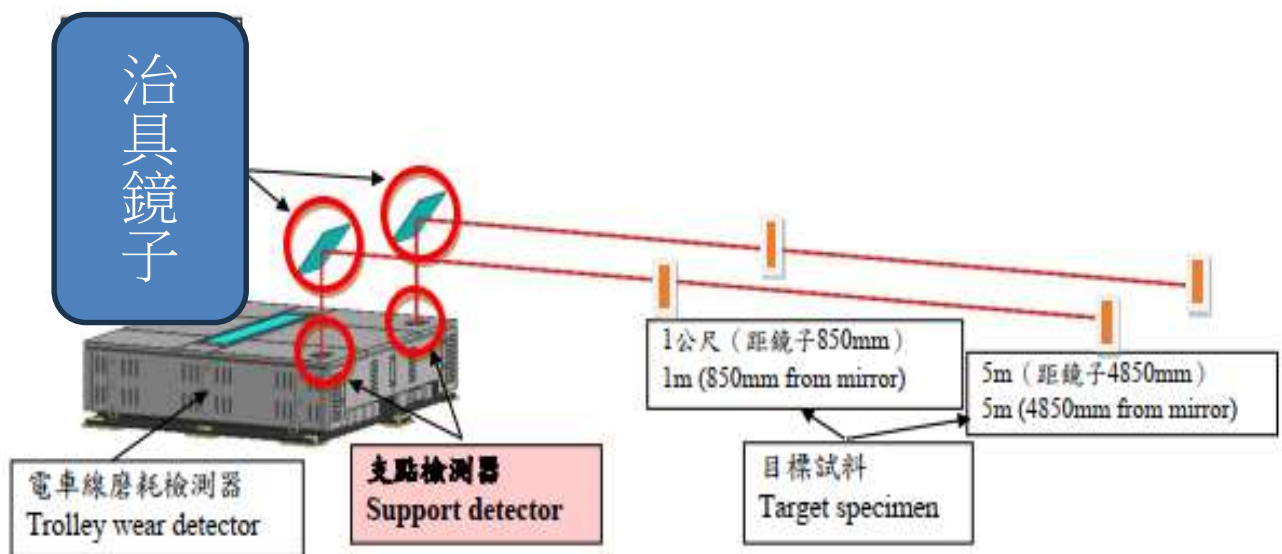 治具鏡子
1公尺（距鏡子850mm）
1m (850mm from mirror)
5m（距鏡子4850mm）
5m (4850mm from mirror)
電車線磨耗檢測器
Trolley wear detector
支點檢測器
Support detector
目標試料
Target specimen